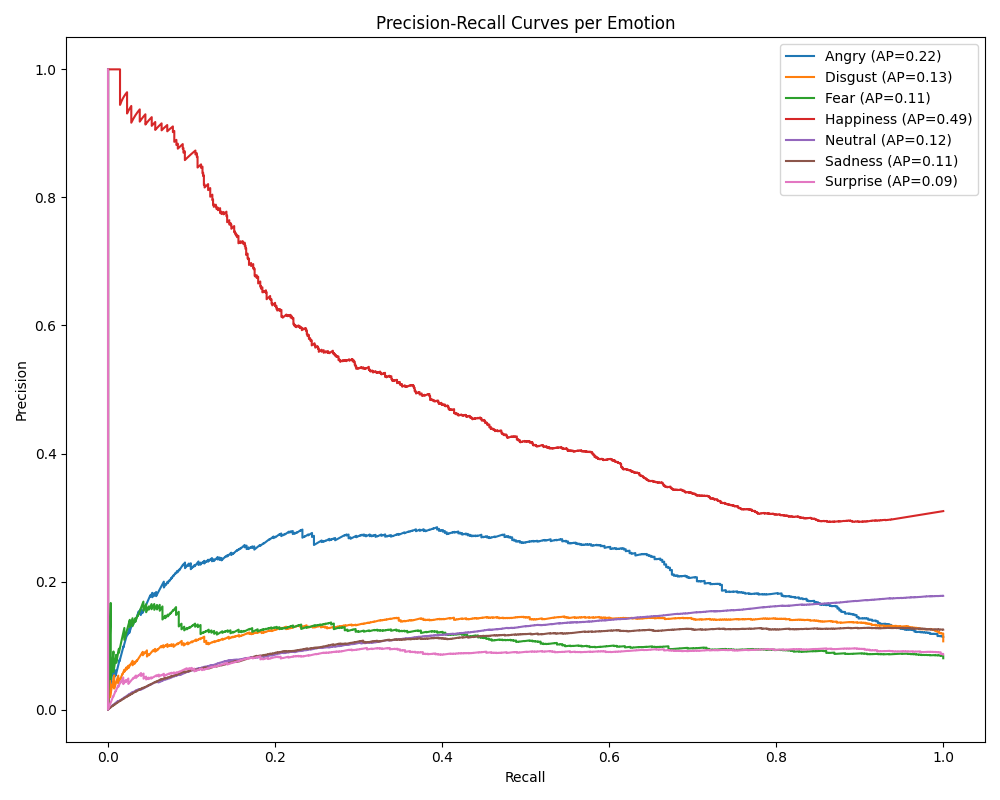 Precision-Recall Curves per Emotion
Angry (AP=0.22)
Disgust (AP=0.13)
Fear (AP=0.11)
Happiness (AP=0.49)
Neutral (AP=0.12)
Sadness (AP=0.11)
Surprise (AP=0.09)
Precision
1.0
0.8
0.6
0.4
0.2
0.0
0.0 0.2 0.4 0.6 0.8 1.0
Recall